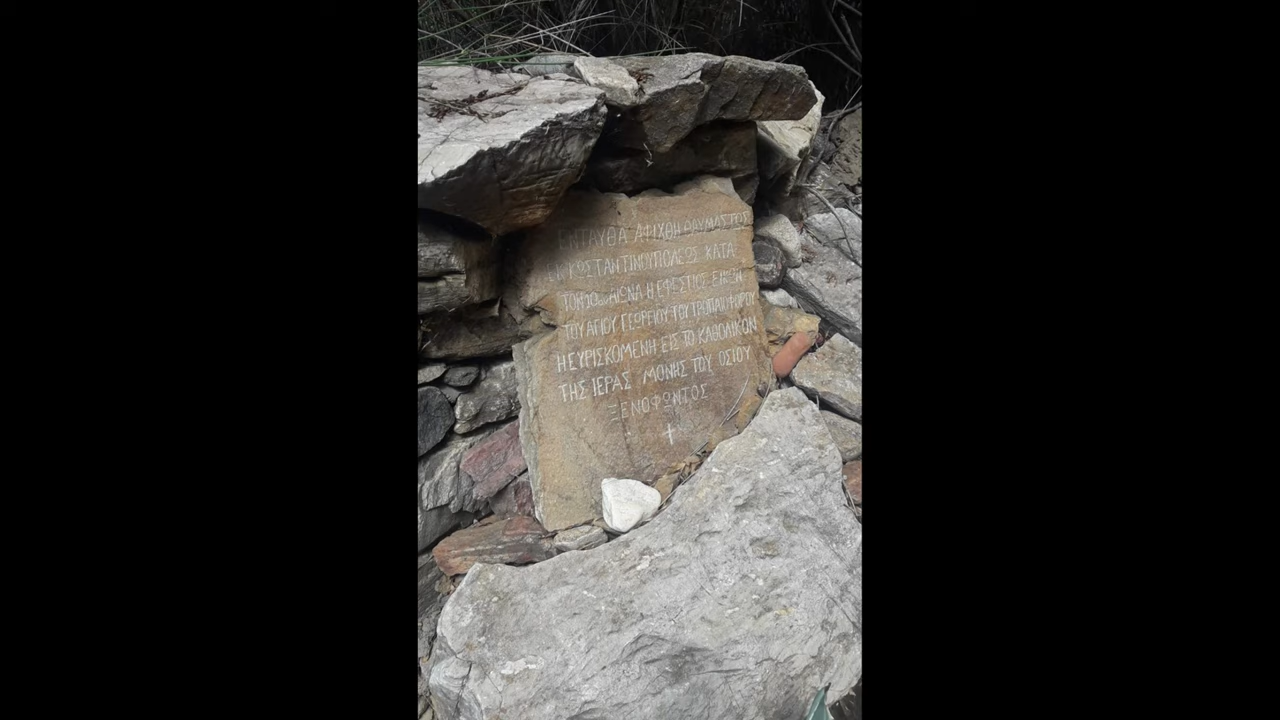 ΕΝΤΑΥΘΑ ΑΦΙΧΘΗ ΘΑΥΜΑΣΤΩΣ
ΕΚ ΚΩΣΤΑΝΤΙΝΟΥΠΟΛΕΩΣ ΚΑΤΑ
ΤΟΝ ΑΙΩΝΑ Η ΕΦΕΣΤΙΟΣ ΕΙΚΩΝ
ΤΟΥ ΑΓΙΟΥ ΓΕΩΡΓΙΟΥ ΤΟΥ ΤΡΟΠΑΙΟΦΟΡΟΥ
Η ΕΥΡΙΣΚΟΜΕΝΗ ΕΙΣ ΤΟ ΚΑΘΟΛΙΚΟΝ
ΤΗΣ ΙΕΡΑΣ ΜΟΝΗΣ ΤΟΥ ΟΣΙΟΥ
ΞΕΝΟΦΩΝΤΟΣ